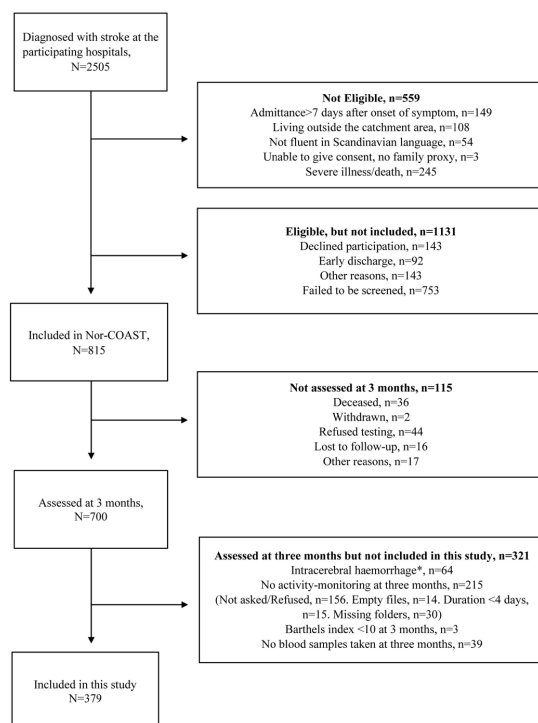 Diagnosed with stroke at the
participating hospitals,
N=2505
Not Eligible, n=559
Admittance>7 days after onset of symptom, n=149
Living outside the catchment area, n=108
Not fluent in Scandinavian language, n=54
Unable to give consent, no family proxy, n=3
Severe illness/death, n=245
Eligible, but not included, n=1131
Declined participation, n=143
Early discharge, n=92
Other reasons, n=143
Failed to be screened, n=753
Included in Nor-COAST,
N=815
Not assessed at 3 months, n=115
Deceased, n=36
Withdrawn, n=2
Refused testing, n=44
Lost to follow-up, n=16
Other reasons, n=17
Assessed at 3 months,
N=700
Assessed at three months but not included in this study, n=321
Intracerebral haemorrhage*, n=64
No activity-monitoring at three months, n=215
(Not asked/Refused, n=156. Empty files, n=14. Duration <4 days,
n=15. Missing folders, n=30)
Barthels index <10 at 3 months, n=3
No blood samples taken at three months, n=39
Included in this study
N=379